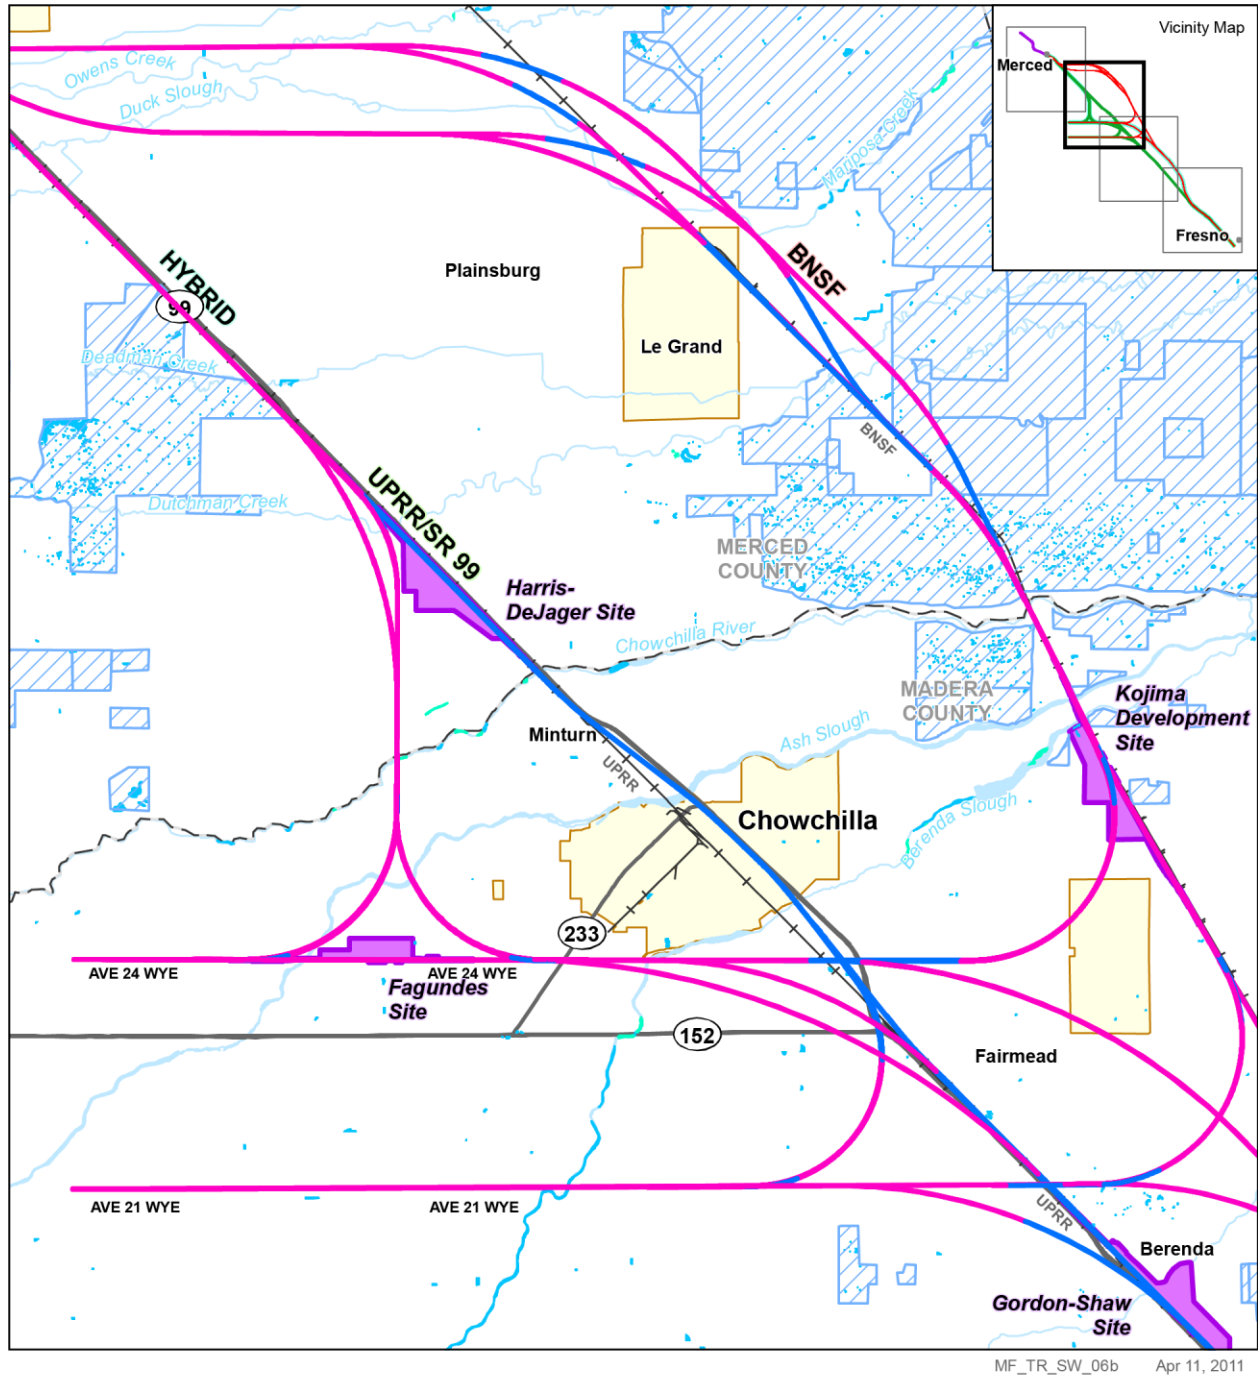 Vicinity Map
Merced
Fresno
Owens Creek
Duck Slough
Mariposa Creek
Plainsburg
HYBRID
99
BNSF
Le Grand
Deadman Creek
BNSF
UPRR/SR 99
Dutchman Creek
MERCED
COUNTY
Harris-
DeJager Site
Chowchilla River
MADERA
COUNTY
Kojima
Development
Site
Minturn
Ash Slough
UPRR
Chowchilla
Berenda Slough
233
AVE 24 WYE
AVE 24 WYE
Fagundes
Site
152
Fairmead
AVE 21 WYE
AVE 21 WYE
UPRR
Berenda
Gordon-Shaw
Site
MF_TR_SW_06b
Apr 11, 2011